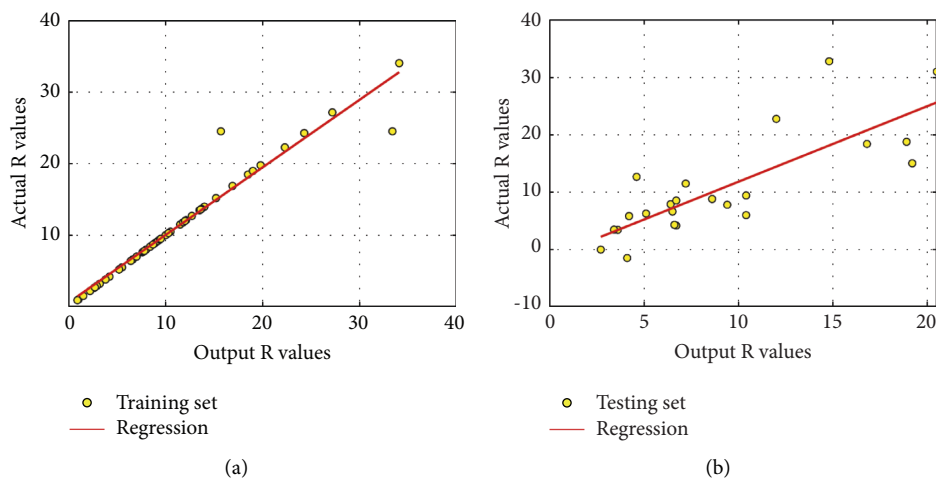 40
30
20
10
0
10
20
30
40
Actual R values
Output R values
Training set
Regression
(a)
40
30
20
10
0
-10
0
5
10
15
20
Actual R values
Output R values
Testing set
Regression
(b)